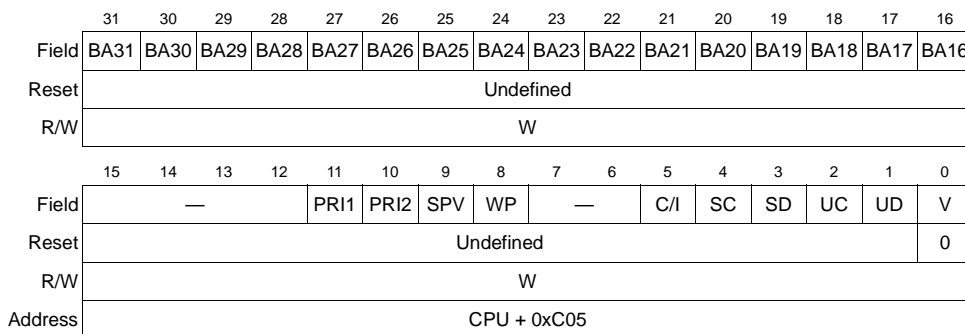 31 30 29 28 27 26 25 24 23 22 21 20 19 18 17 16
Field BA31 BA30 BA29 BA28 BA27 BA26 BA25 BA24 BA23 BA22 BA21 BA20 BA19 BA18 BA17 BA16
Reset Undefined
R/W W
15 14 13 12 11 10 9 8 7 6 5 4 3 2 1 0
Field — PRI1 PRI2 SPV WP — C/I SC SD UC UD V
Reset Undefined 0
R/W W
Address CPU + 0xC05